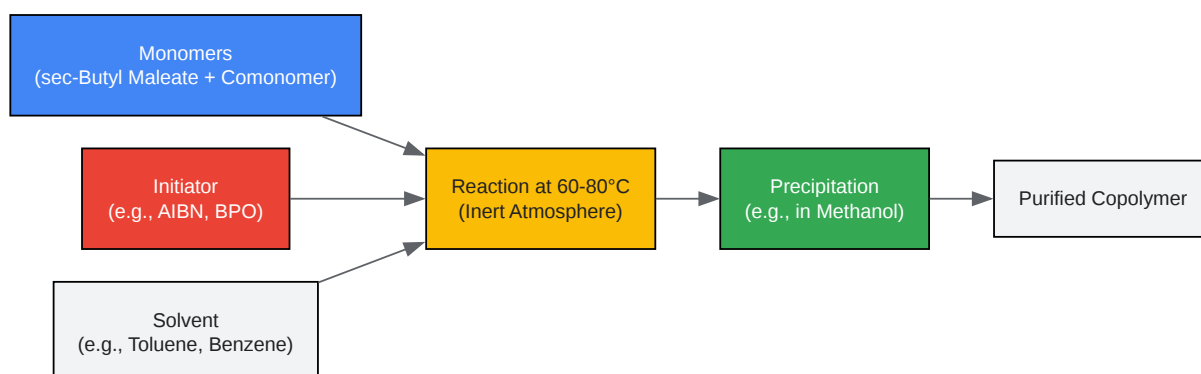 Monomers
(sec-Butyl Maleate + Comonomer)
Initiator
(e.g., AIBN, BPO)
Solvent
(e.g., Toluene, Benzene)
Reaction at 60-80°C
(Inert Atmosphere)
Precipitation
(e.g., in Methanol)
Purified Copolymer